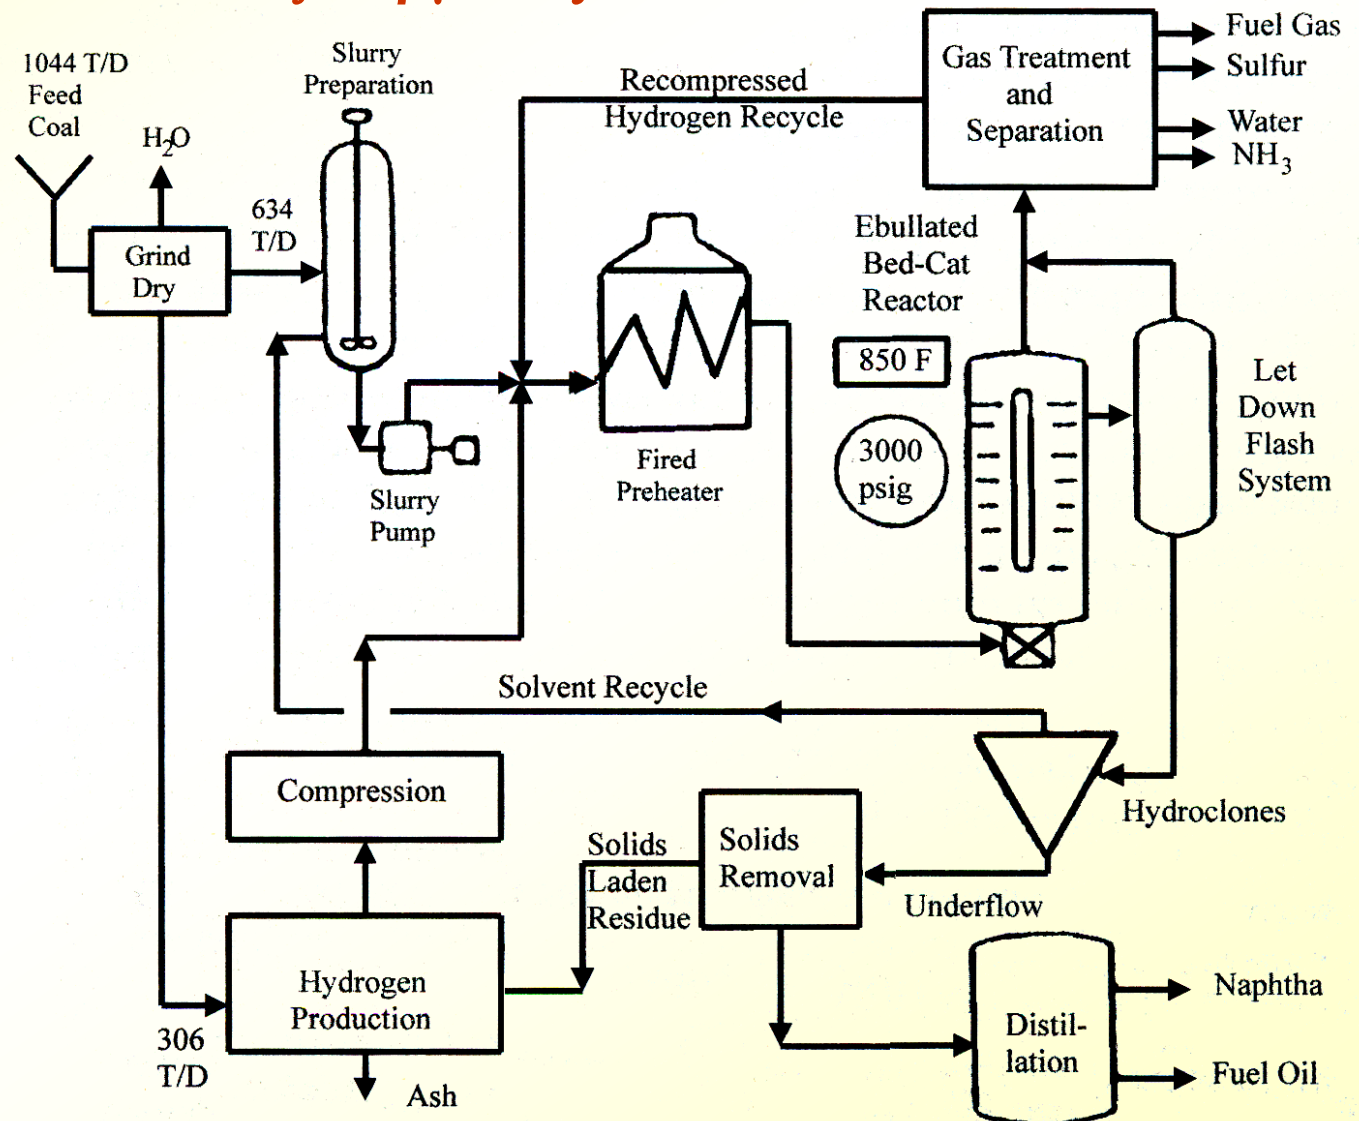 1044 T/D
Feed
Coal
H₂O
Grind
Dry
634
T/D
Slurry
Preparation
Slurry
Pump
Recompressed
Hydrogen Recycle
Fired
Preheater
Gas Treatment
and
Separation
Fuel Gas
Sulfur
Water
NH₃
Ebullated
Bed-Cat
Reactor
850 F
3000
psig
Let
Down
Flash
System
Solvent Recycle
Hydroclones
Underflow
Solids
Removal
Solids
Laden
Residue
Compression
Hydrogen
Production
306
T/D
Ash
Distil-
lation
Naphtha
Fuel Oil